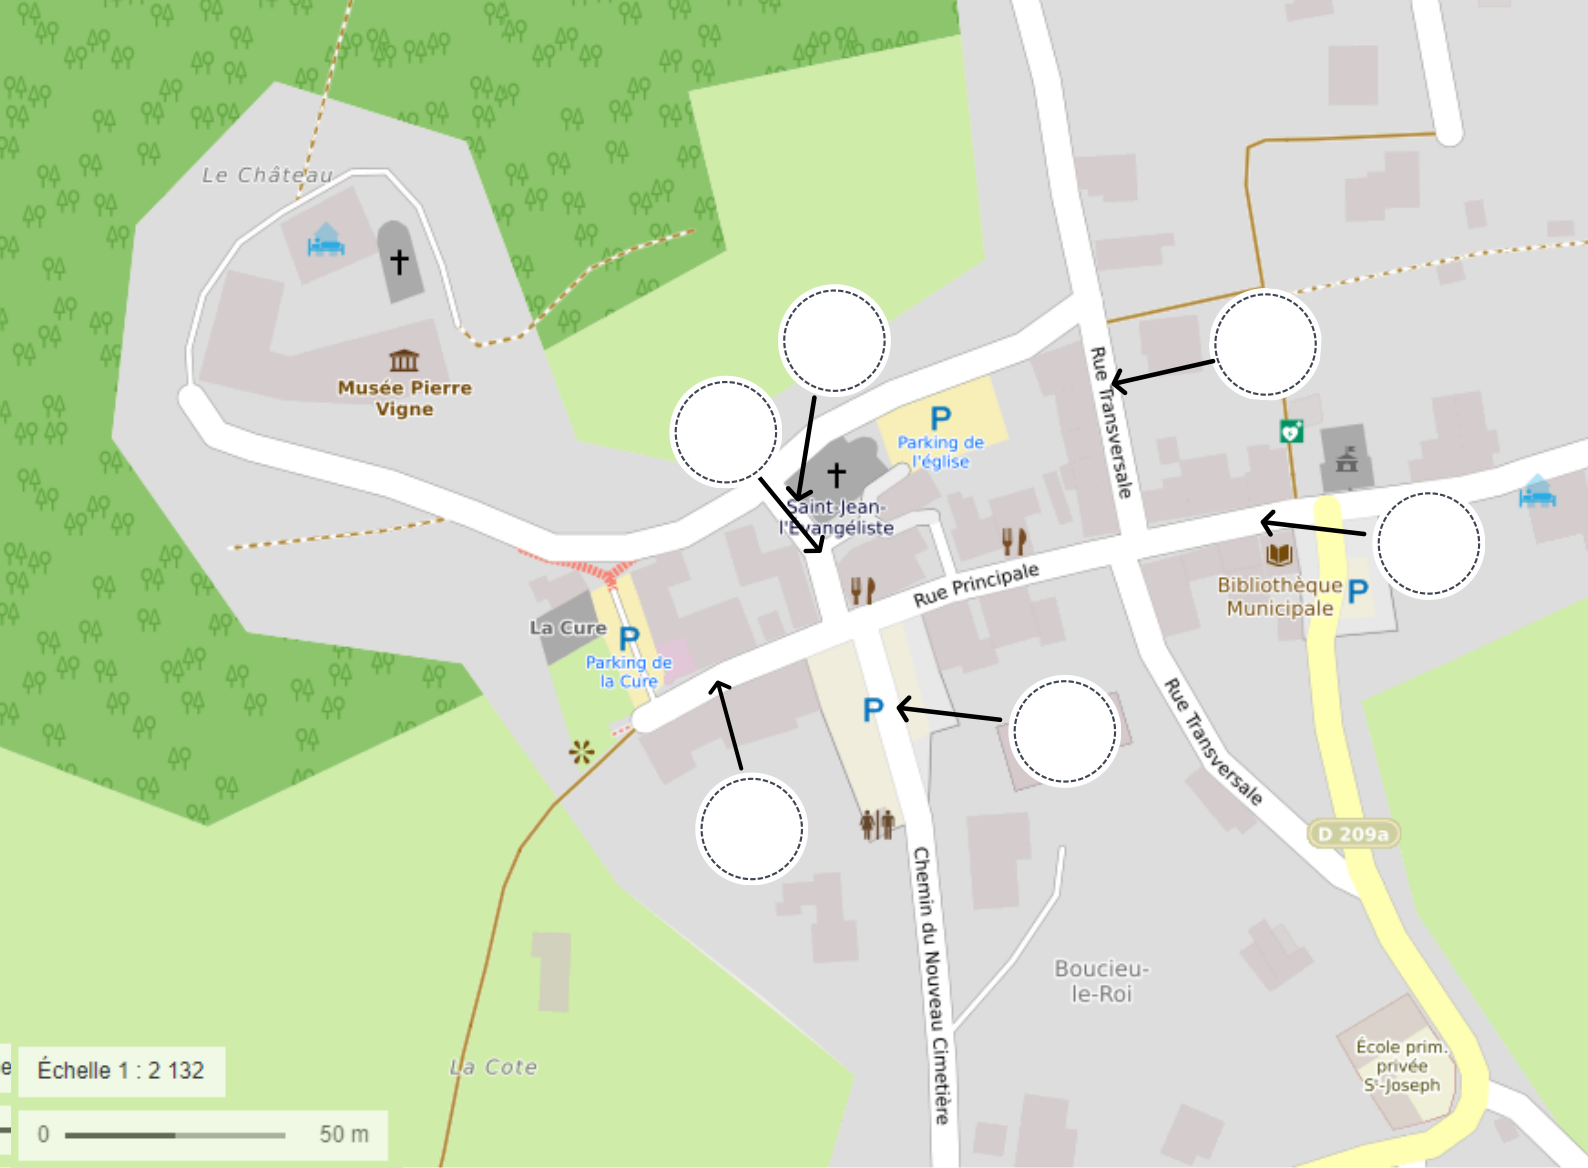 Le Château
Musée Pierre
Vigne
P
Parking de
l'église
Saint-Jean-
l'Évangéliste
Rue Transversale
Rue Principale
Bibliothèque
Municipale
P
La Cure
P
Parking de
la Cure
P
Rue Transversale
D 209a
Chemin du Nouveau Cimetière
Boucieu-
le-Roi
École prim.
privée
St-Joseph
La Cote
e
Échelle 1 : 2 132
0 50 m